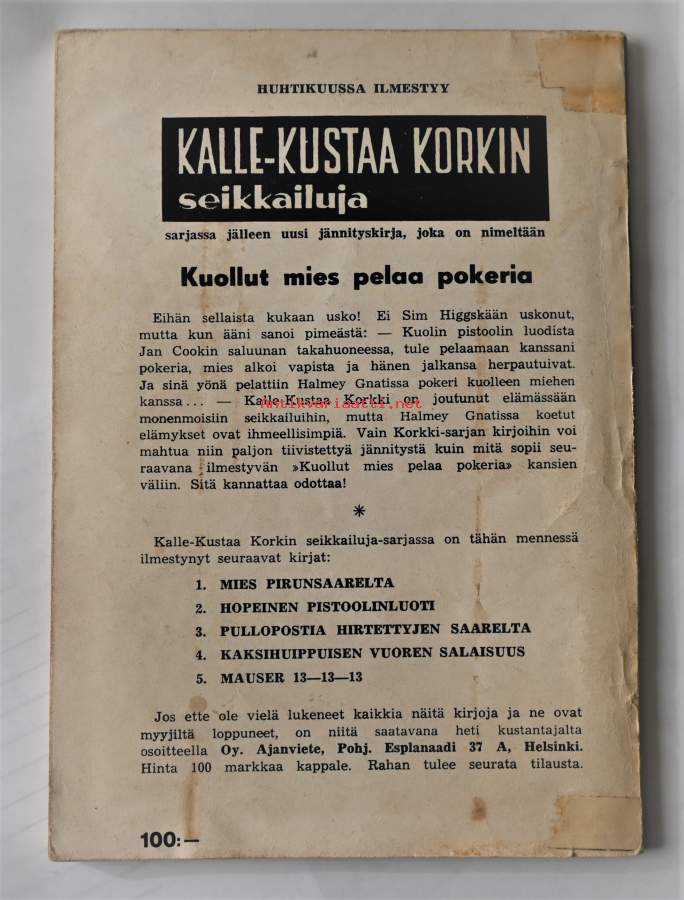 HUHTIKUUSSA ILMESTYY
KALLE-KUSTAA KORKIN
seikkailuja
sarjassa jälleen uusi jännityskirja, joka on nimeltään
Kuollut mies pelaa pokeria
Eihän sellaista kukaan usko! Ei Sim Higgskään uskonut,
mutta kun ääni sanoi pimeästä: — Kuolin pistoolin luodista
Jan Cookin saluunan takahuoneessa, tule pelaamaan kanssani
pokeria, mies alkoi vapista ja hänen jalkansa herpautuivat.
Ja sinä yönä pelattiin Halmey Gnatissa pokeri kuolleen miehen
kanssa... — Kalle-Kustaa Korkki on joutunut elämässään
Antikvariaatti.net
monenmoisiin seikkailuihin, mutta Halmey Gnatissa koetut
elämykset ovat ihmeellisimpiä. Vain Korkki-sarjan kirjoihin voi
mahtua niin paljon tiivistettyä jännitystä kuin mitä sopii seu-
raavana ilmestyvän »Kuollut mies pelaa pokeria» kansien
väliin. Sitä kannattaa odottaa!
*
Kalle-Kustaa Korkin seikkailuja-sarjassa on tähän mennessä
ilmestynyt seuraavat kirjat:
1. MIES PIRUNSAARELTA
2. HOPEINEN PISTOOLINLUOTI
3. PULLOPOSTIA HIRTETTYJEN SAARELTA
4. KAKSIHUIPPUISEN VUOREN SALAISUUS
5. MAUSER 13—13—13
Jos ette ole vielä lukeneet kaikkia näitä kirjoja ja ne ovat
myyjiltä loppuneet, on niitä saatavana heti kustantajalta
osoitteella Oy. Ajanviete, Pohj. Esplanaadi 37 A, Helsinki.
Hinta 100 markkaa kappale. Rahan tulee seurata tilausta.
100:—